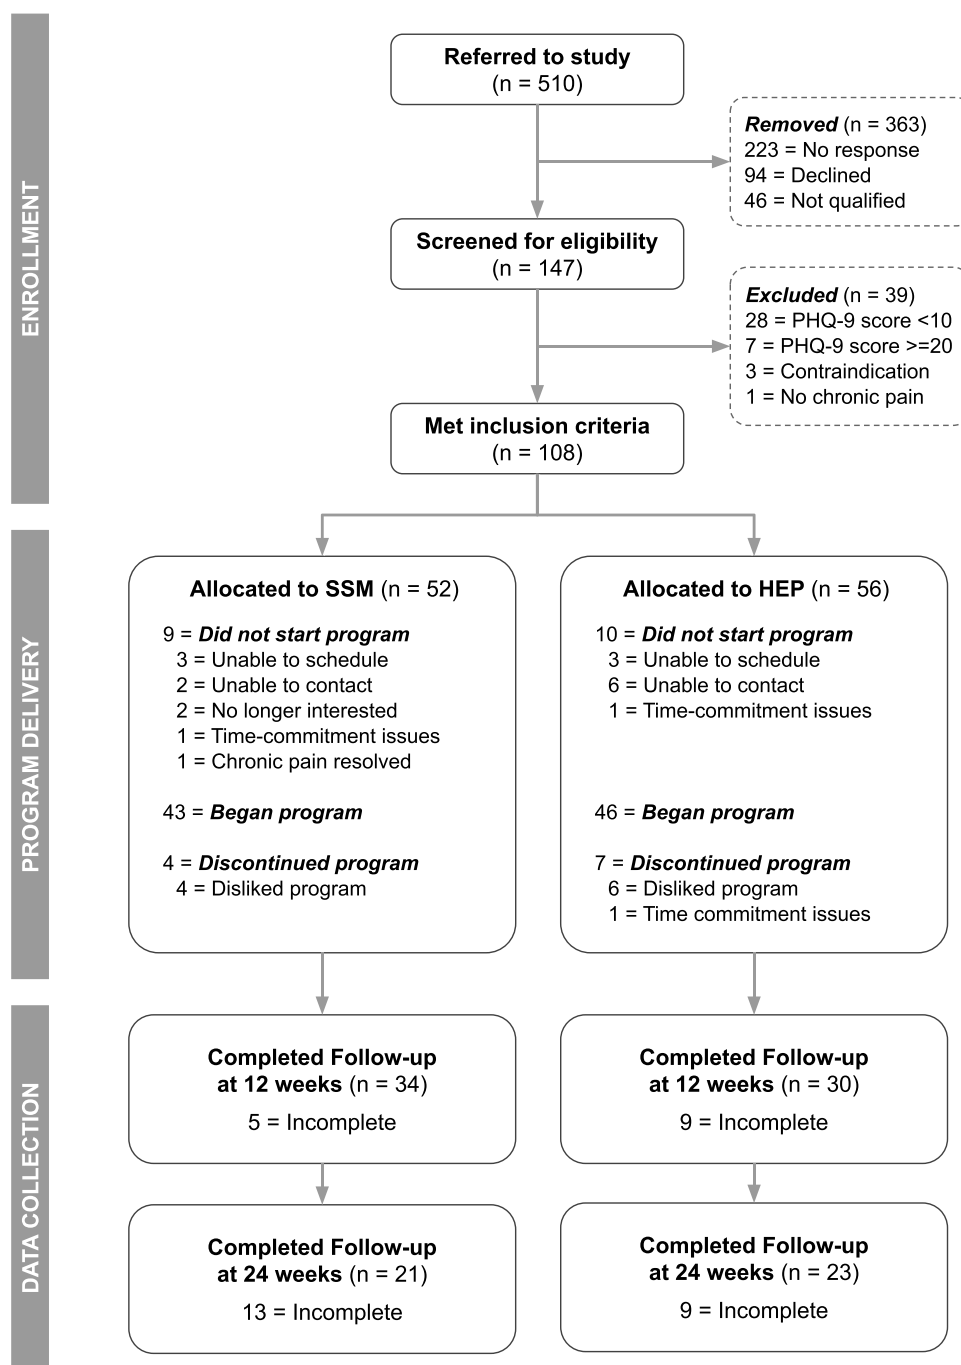 ENROLLMENT
Referred to study
(n = 510)
Removed (n = 363)
223 = No response
94 = Declined
46 = Not qualified
Screened for eligibility
(n = 147)
Excluded (n = 39)
28 = PHQ-9 score <10
7 = PHQ-9 score >=20
3 = Contraindication
1 = No chronic pain
Met inclusion criteria
(n = 108)
PROGRAM DELIVERY
Allocated to SSM (n = 52)
9 = Did not start program
3 = Unable to schedule
2 = Unable to contact
2 = No longer interested
1 = Time-commitment issues
1 = Chronic pain resolved
43 = Began program
4 = Discontinued program
4 = Disliked program
Allocated to HEP (n = 56)
10 = Did not start program
3 = Unable to schedule
6 = Unable to contact
1 = Time-commitment issues
46 = Began program
7 = Discontinued program
6 = Disliked program
1 = Time commitment issues
DATA COLLECTION
Completed Follow-up
at 12 weeks (n = 34)
5 = Incomplete
Completed Follow-up
at 12 weeks (n = 30)
9 = Incomplete
Completed Follow-up
at 24 weeks (n = 21)
13 = Incomplete
Completed Follow-up
at 24 weeks (n = 23)
9 = Incomplete